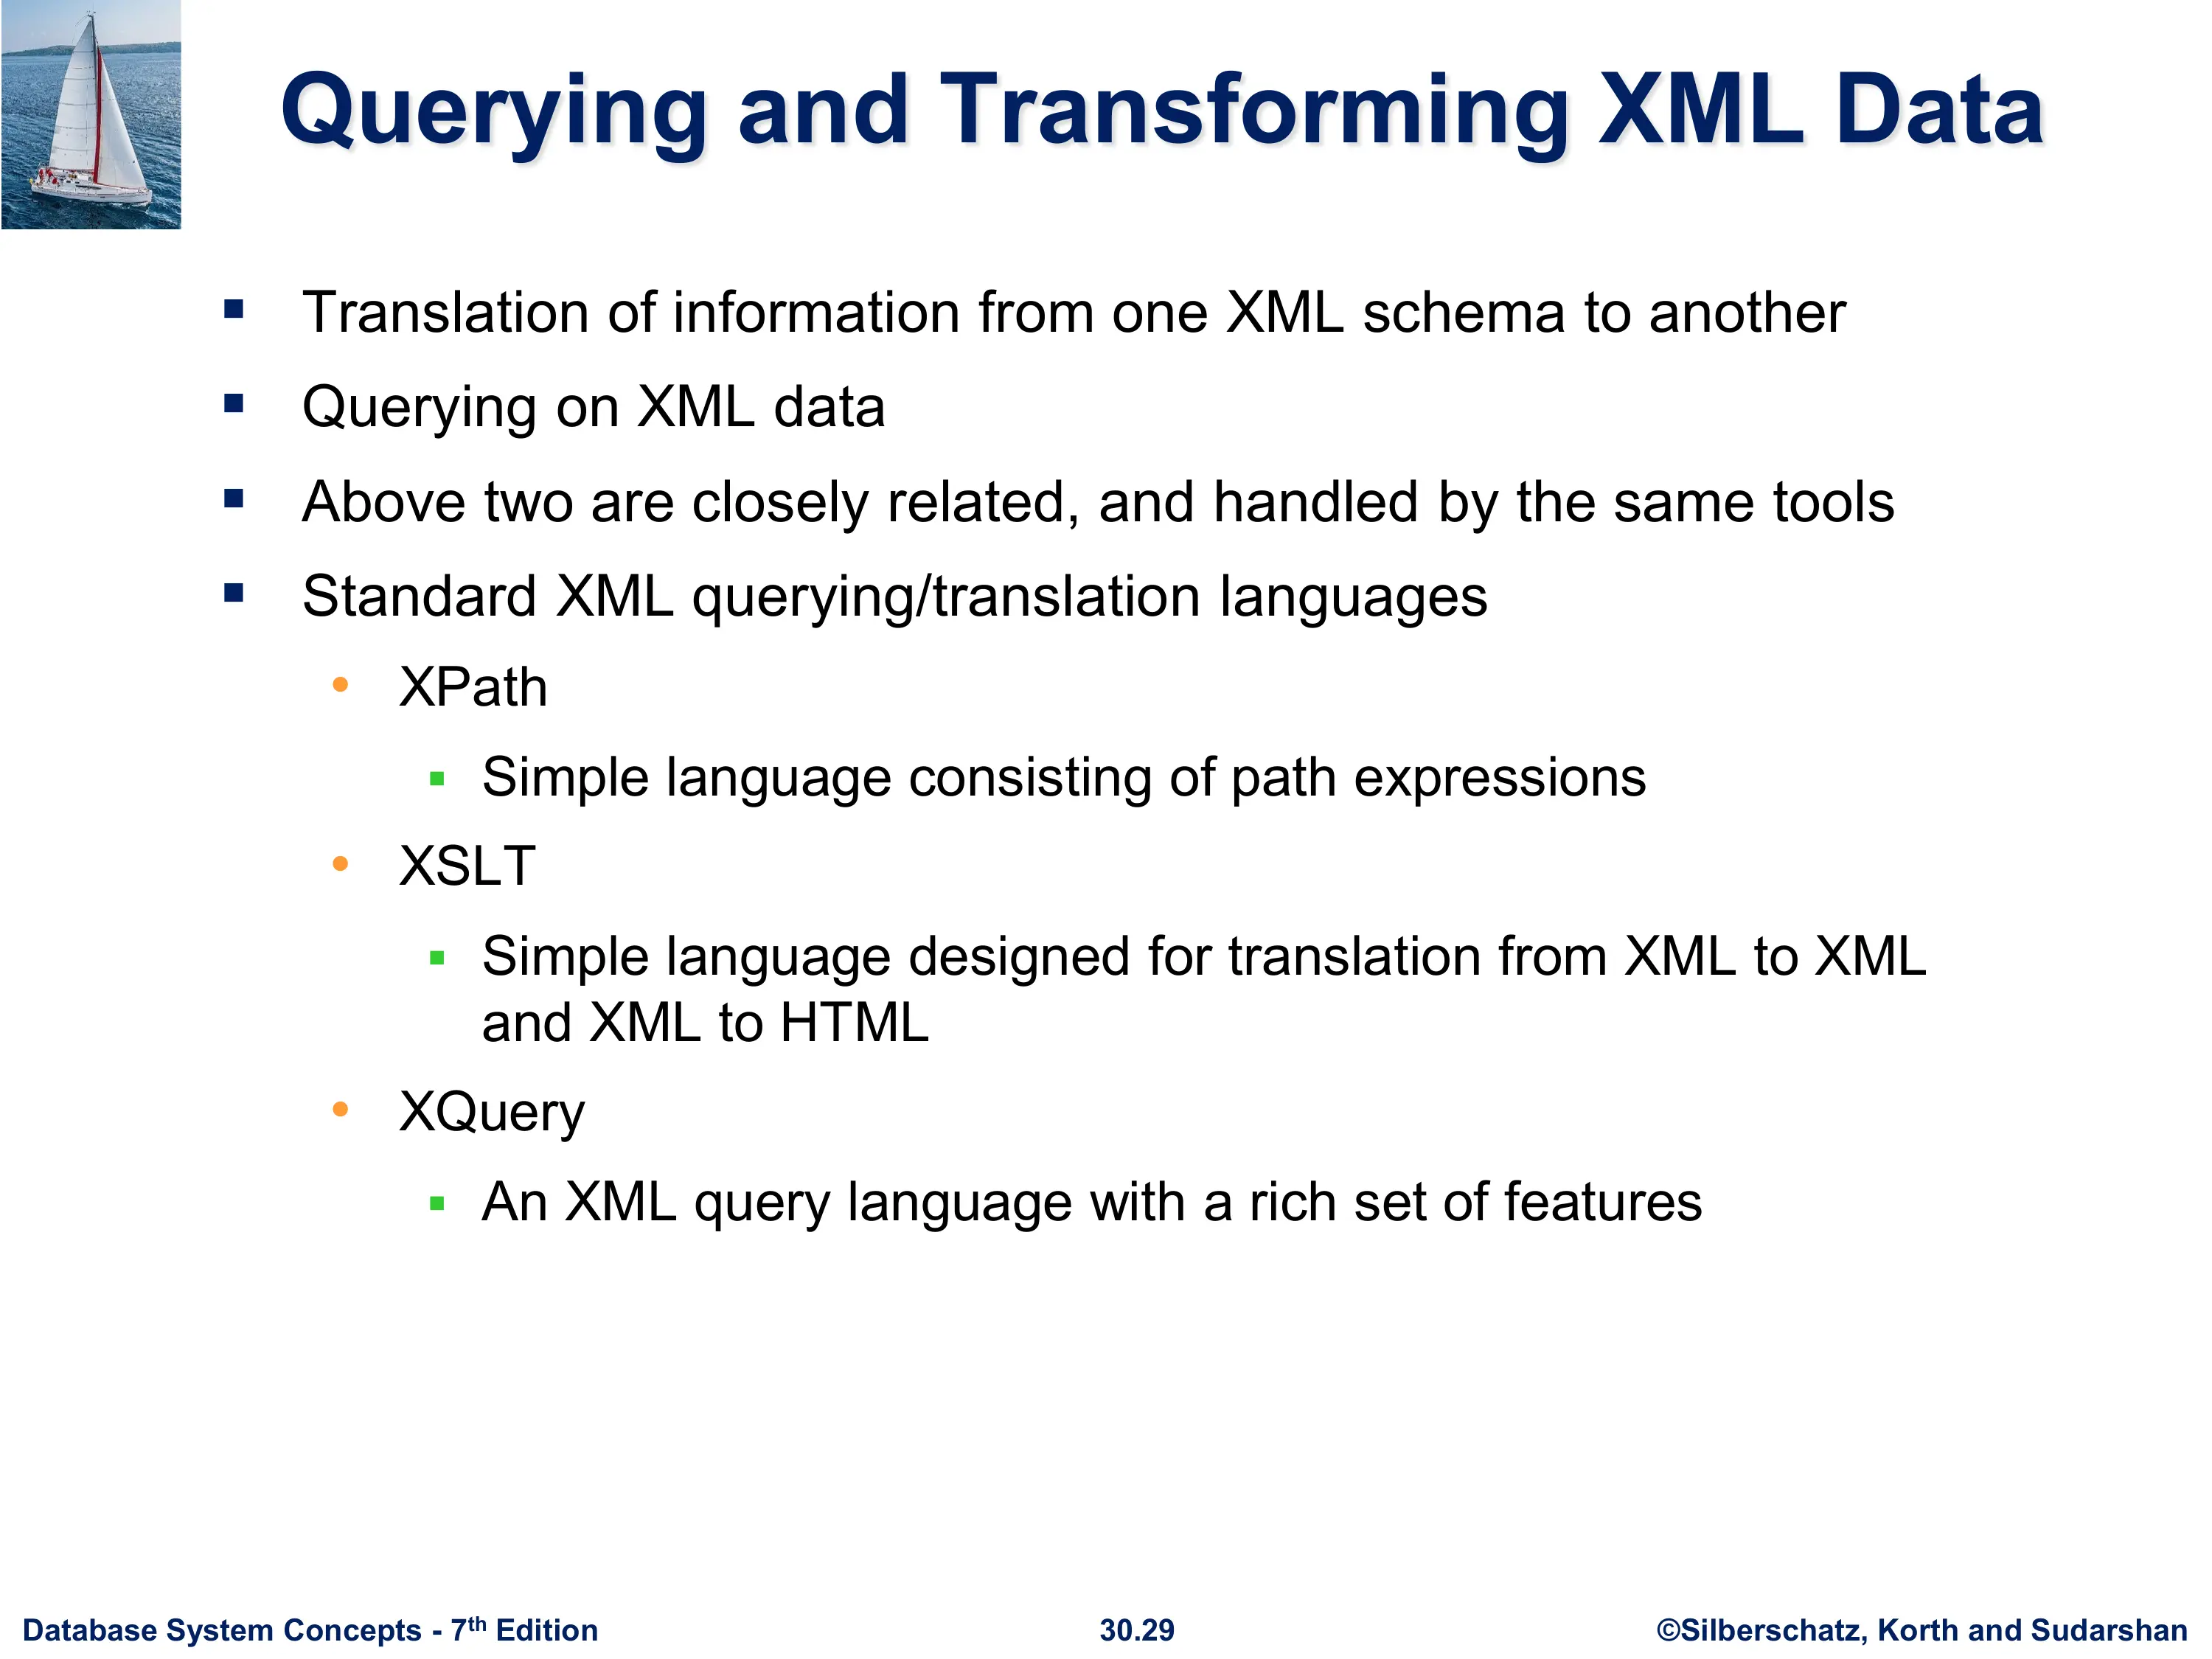 Querying and Transforming XML Data
▪ Translation of information from one XML schema to another
▪ Querying on XML data
▪ Above two are closely related, and handled by the same tools
▪ Standard XML querying/translation languages
• XPath
▪ Simple language consisting of path expressions
• XSLT
▪ Simple language designed for translation from XML to XML
and XML to HTML
• XQuery
▪ An XML query language with a rich set of features
Database System Concepts - 7th Edition
30.29
©Silberschatz, Korth and Sudarshan